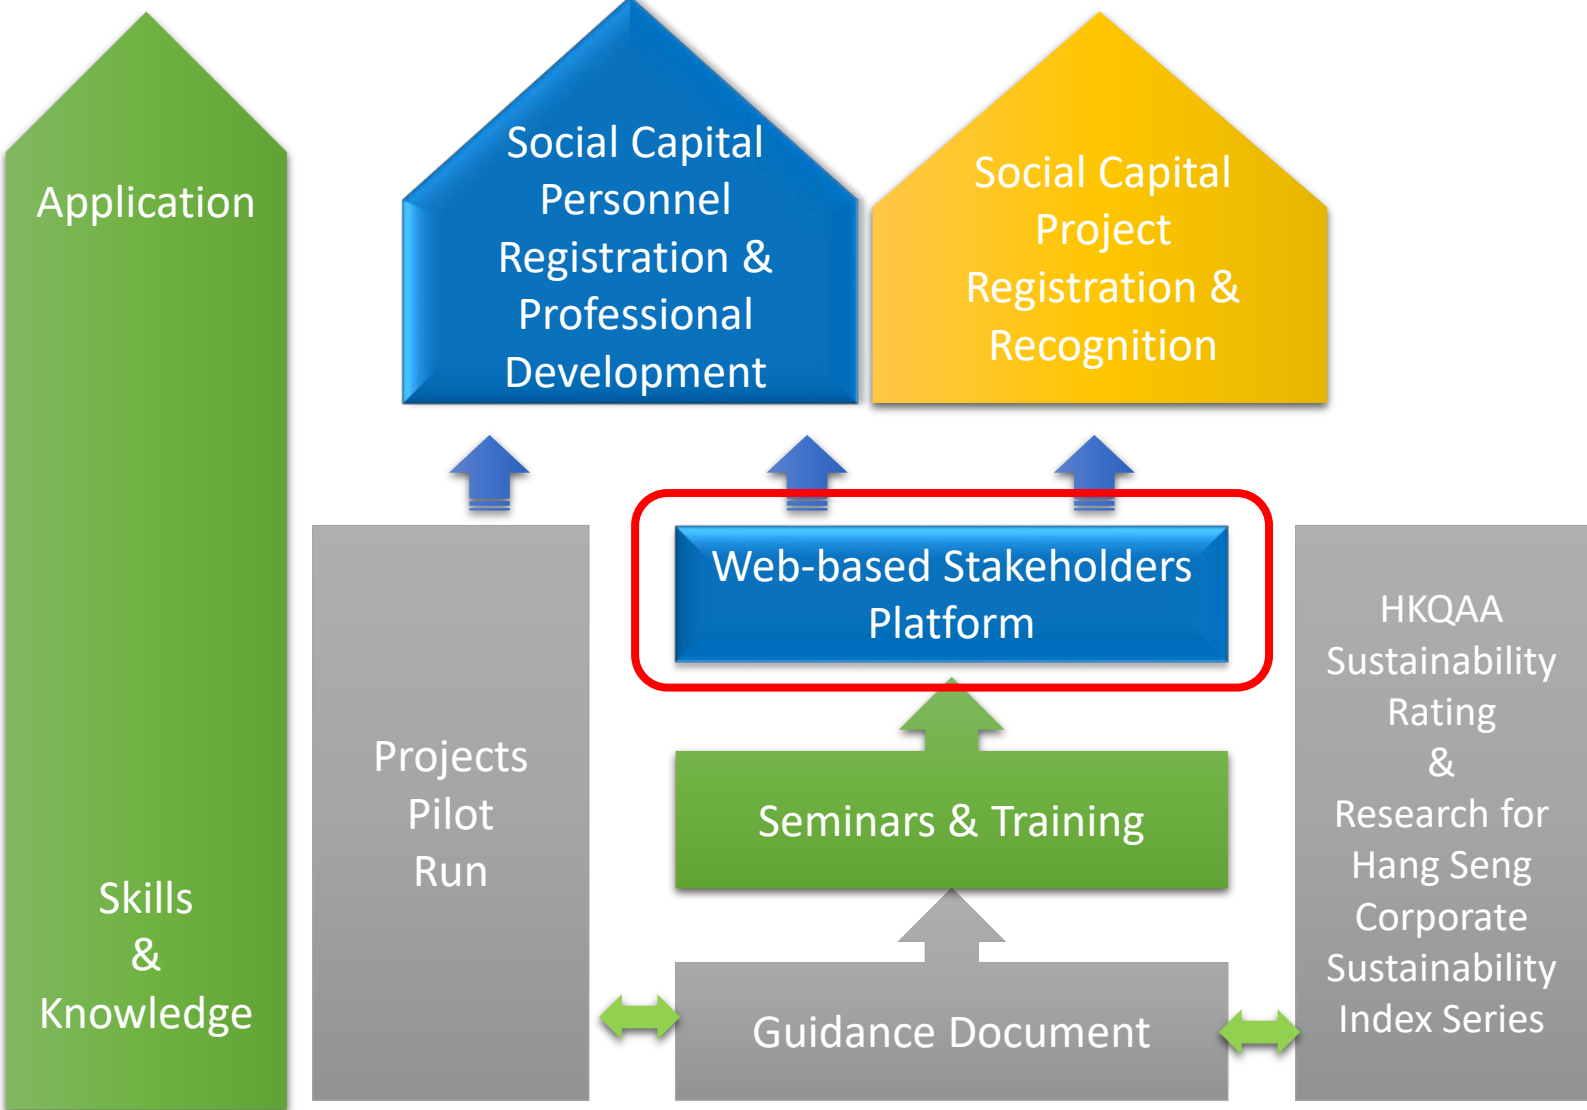 Application
Skills
&
Knowledge
Social Capital
Personnel
Registration &
Professional
Development
Social Capital
Project
Registration &
Recognition
Projects
Pilot
Run
Web-based Stakeholders
Platform
Seminars & Training
Guidance Document
HKQAA
Sustainability
Rating
&
Research for
Hang Seng
Corporate
Sustainability
Index Series